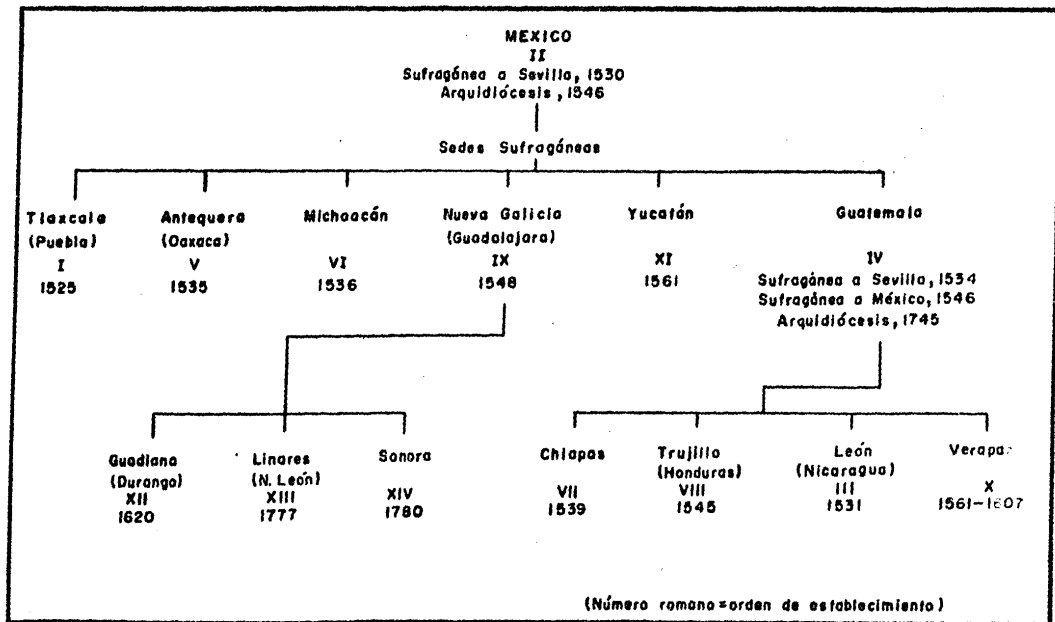 MEXICO
II
Sufragánea a Sevilla, 1530
Arquidiócesis, 1546
Sedes Sufragáneas
Tlaxcala
(Puebla)
I
1525
Antequera
(Oaxaca)
V
1535
Michoacán
VI
1536
Nueva Galicia
(Guadalajara)
IX
1548
Yucatán
XI
1561
Guatemala
IV
Sufragánea a Sevilla, 1534
Sufragánea a México, 1546
Arquidiócesis, 1745
Guadiana
(Durango)
XII
1620
Linares
(N. León)
XIII
1777
Sonora
XIV
1780
Chiapas
VII
1539
Trujillo
(Honduras)
VIII
1545
León
(Nicaragua)
III
1531
Verapaz
X
1561-1607
(Número romano=orden de establecimiento)